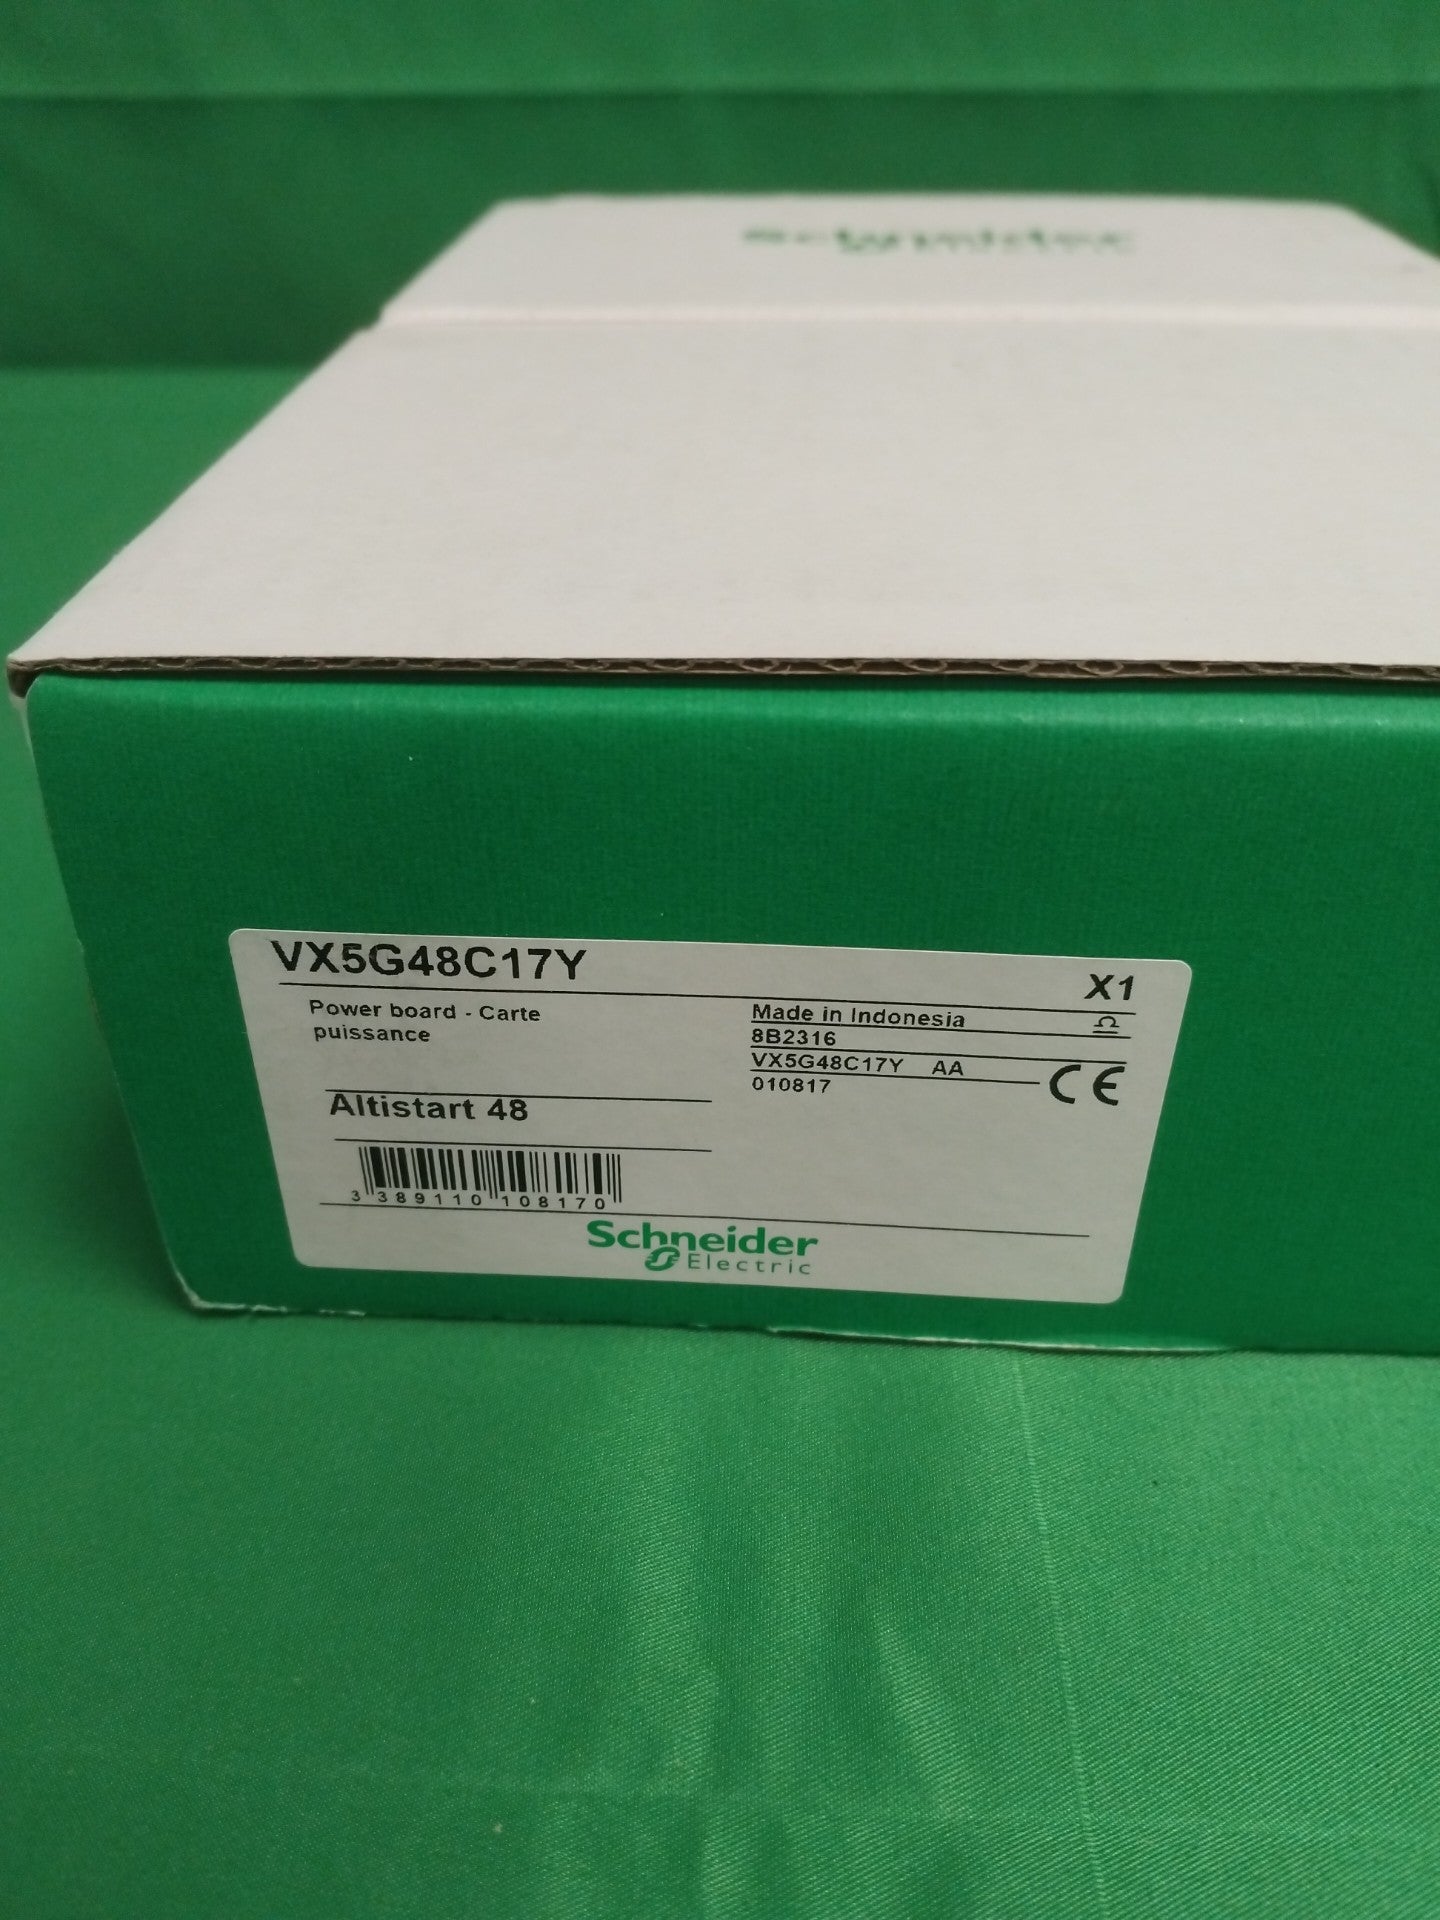 Schneider
VX5G48C17Y
X1
Power board - Carte
puissance
Made in Indonesia
8B2316
VX5G48C17Y AA
010817
CE
Altistart 48
3 389110 108170
Schneider
Electric